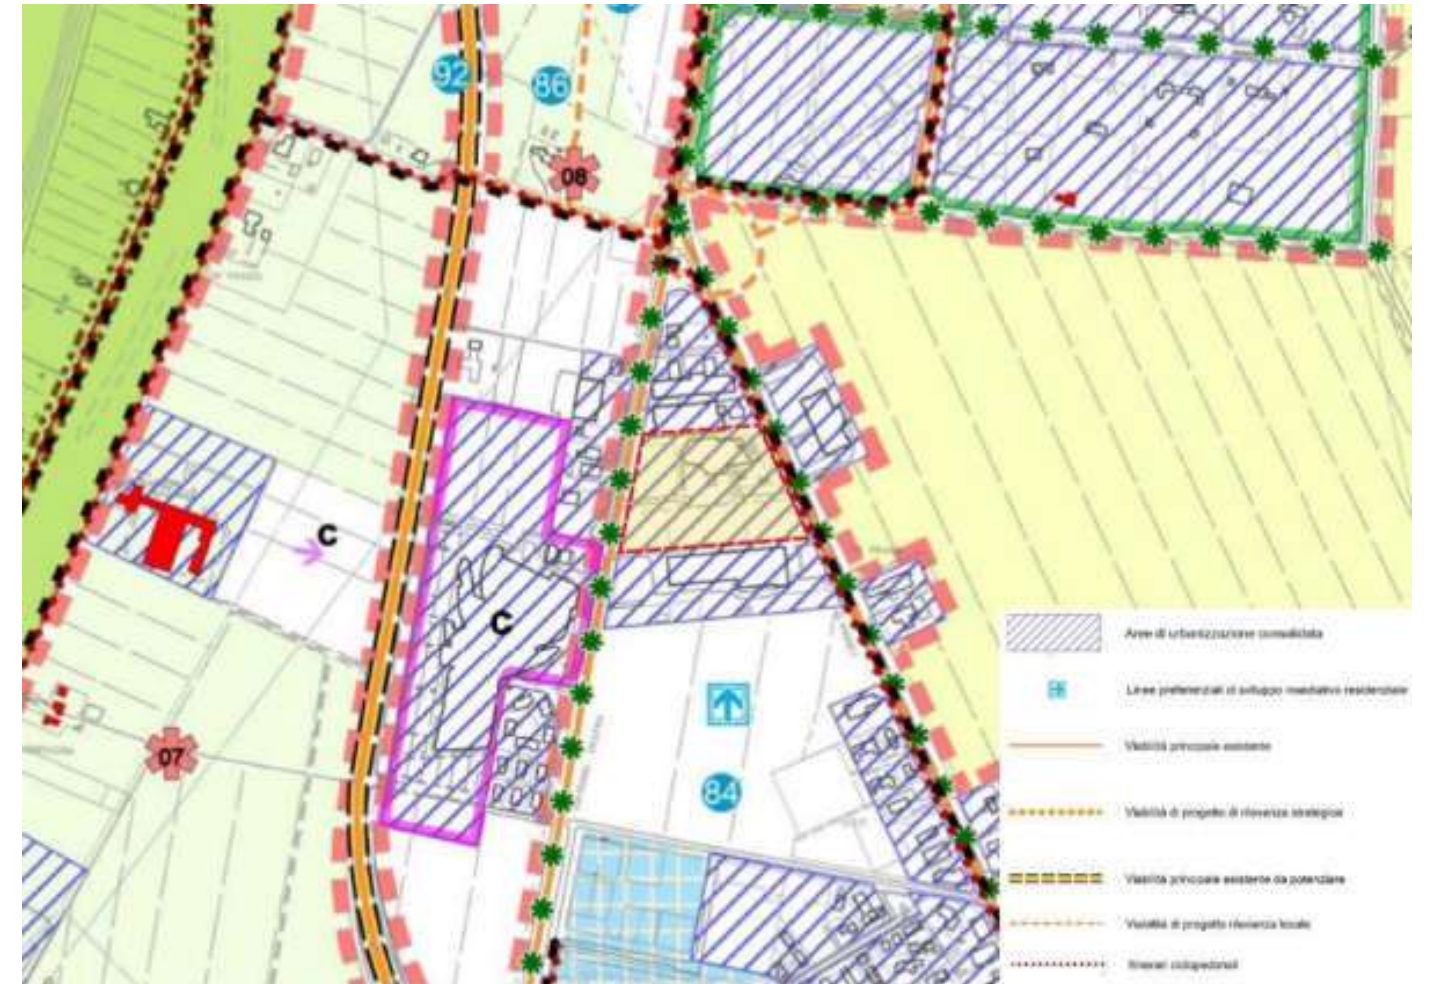 92
86
08
C
C
07
84
Aree di urbanizzazione consolidata
Linee preferenziali di sviluppo insediativo residenziale
Viabilità principale esistente
Viabilità di progetto di rilevanza strategica
Viabilità principale esistente da potenziare
Viabilità di progetto rilevanza locale
Itinerari ciclopedonali